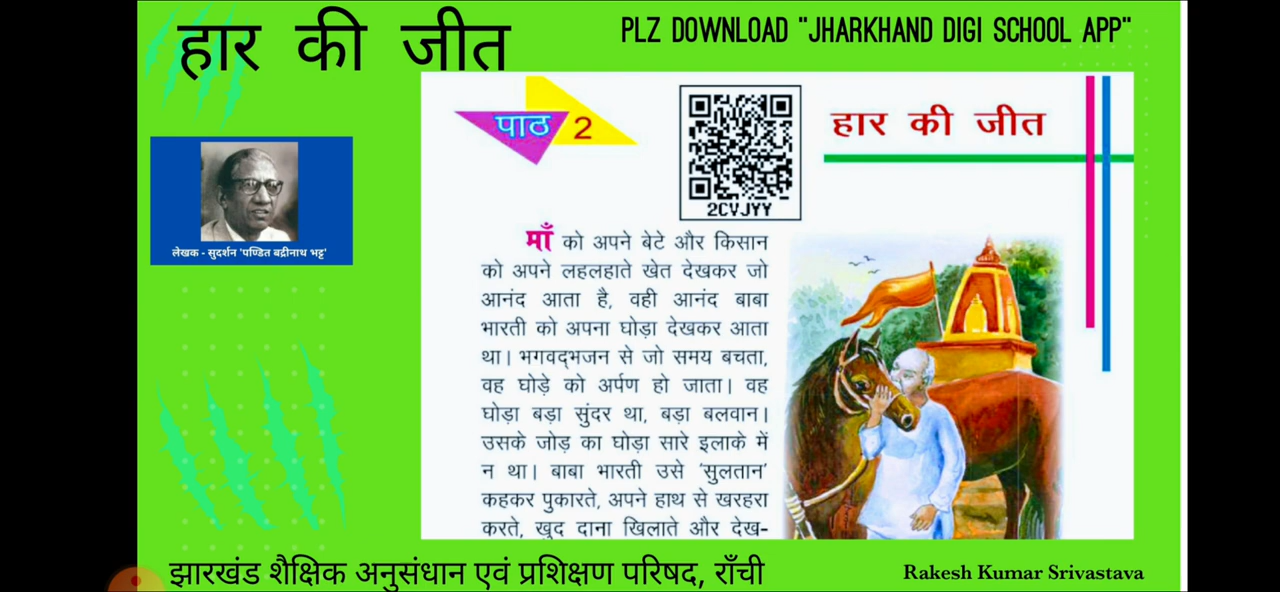 हार की जीत
PLZ DOWNLOAD "JHARKHAND DIGI SCHOOL APP"
पाठ 2
2CVJYY
हार की जीत
लेखक - सुदर्शन 'पण्डित बद्रीनाथ भट्ट'
माँ को अपने बेटे और किसान
को अपने लहलहाते खेत देखकर जो
आनंद आता है, वही आनंद बाबा
भारती को अपना घोड़ा देखकर आता
था। भगवद्भजन से जो समय बचता,
वह घोड़े को अर्पण हो जाता। वह
घोड़ा बड़ा सुंदर था, बड़ा बलवान।
उसके जोड़ का घोड़ा सारे इलाके में
न था। बाबा भारती उसे 'सुलतान'
कहकर पुकारते, अपने हाथ से खरहरा
करते, खुद दाना खिलाते और देख-
झारखंड शैक्षिक अनुसंधान एवं प्रशिक्षण परिषद, राँची
Rakesh Kumar Srivastava